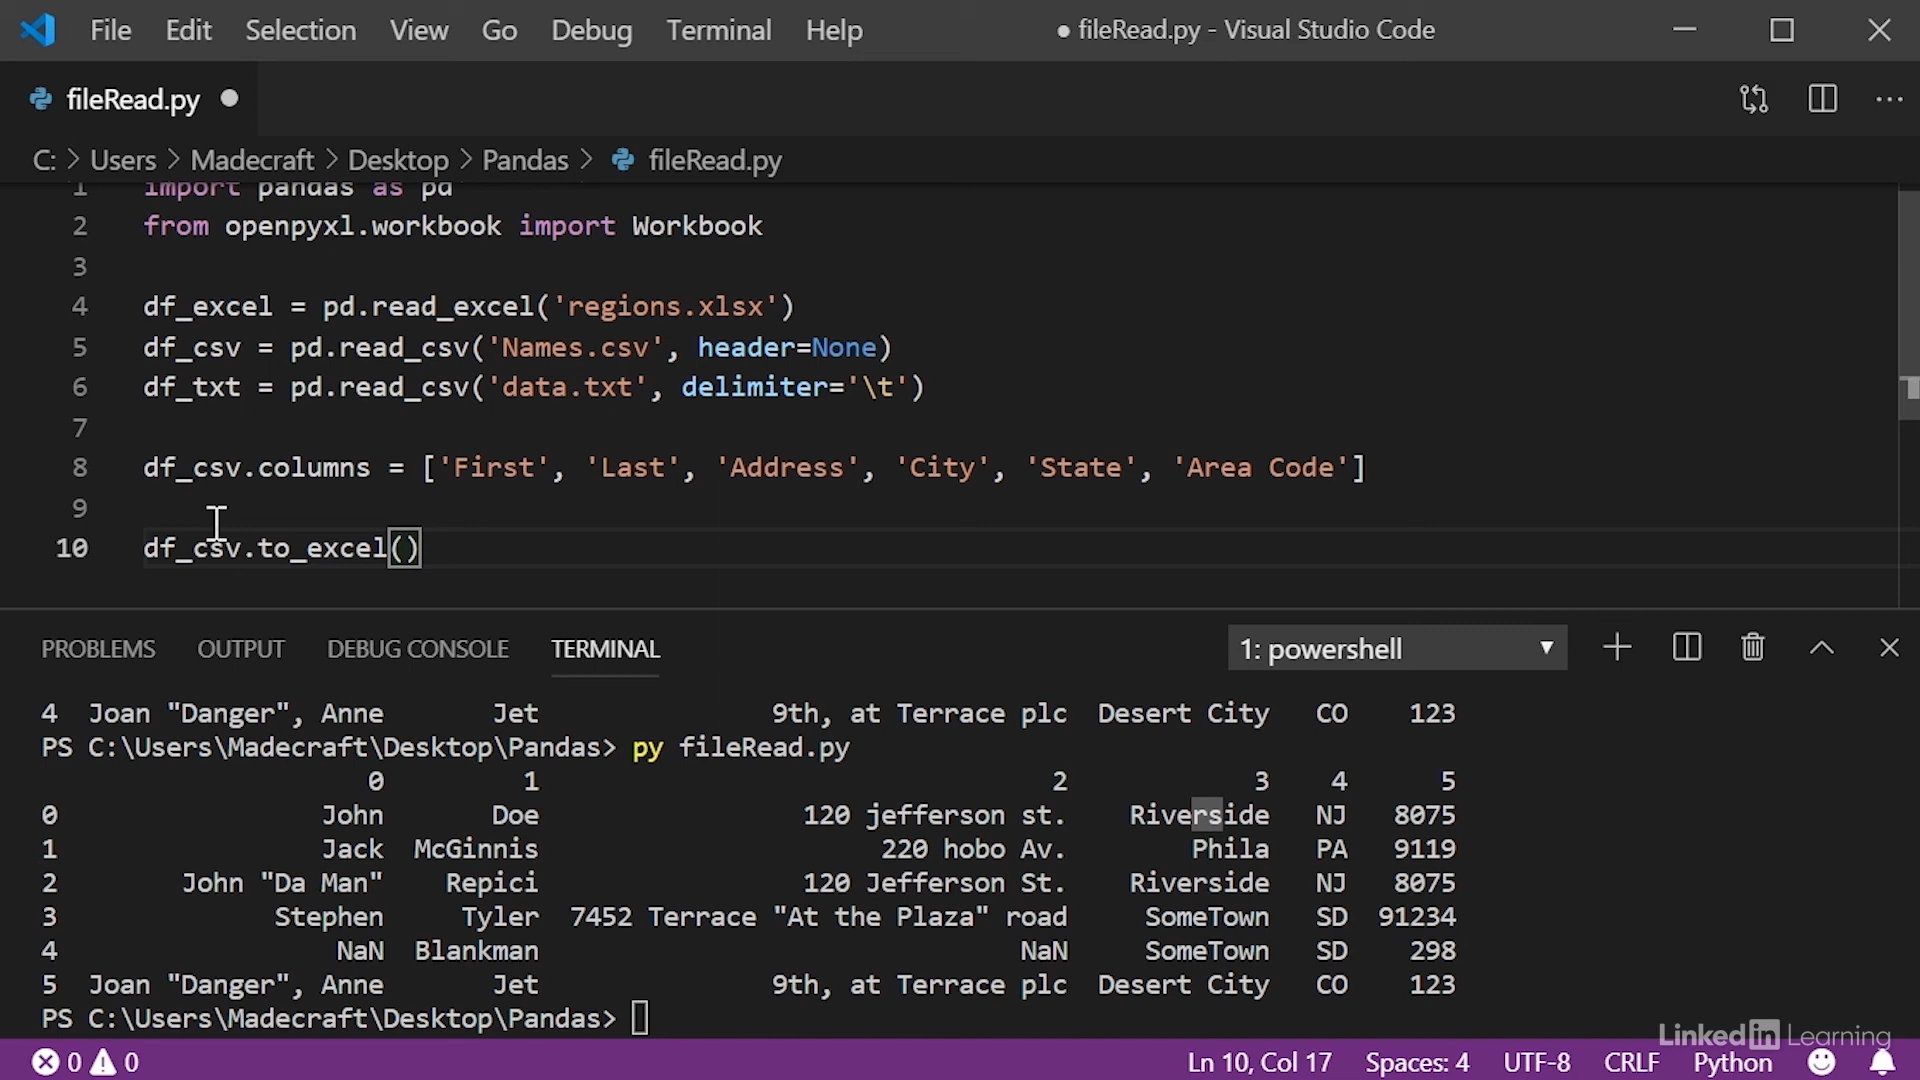 File Edit Selection View Go Debug Terminal Help ● fileRead.py - Visual Studio Code
fileRead.py
C: > Users > Madecraft > Desktop > Pandas > fileRead.py
1 import pandas as pd
2 from openpyxl.workbook import Workbook
3
4 df_excel = pd.read_excel('regions.xlsx')
5 df_csv = pd.read_csv('Names.csv', header=None)
6 df_txt = pd.read_csv('data.txt', delimiter='\t')
7
8 df_csv.columns = ['First', 'Last', 'Address', 'City', 'State', 'Area Code']
9
10 df_csv.to_excel()
PROBLEMS OUTPUT DEBUG CONSOLE TERMINAL 1: powershell
4 Joan "Danger", Anne Jet 9th, at Terrace plc Desert City CO 123
PS C:\Users\Madecraft\Desktop\Pandas> py fileRead.py
0 1 2 3 4 5
0 John Doe 120 jefferson st. Riverside NJ 8075
1 Jack McGinnis 220 hobo Av. Phila PA 9119
2 John "Da Man" Repici 120 Jefferson St. Riverside NJ 8075
3 Stephen Tyler 7452 Terrace "At the Plaza" road SomeTown SD 91234
4 NaN Blankman NaN SomeTown SD 298
5 Joan "Danger", Anne Jet 9th, at Terrace plc Desert City CO 123
PS C:\Users\Madecraft\Desktop\Pandas>
LinkedIn Learning
0 0 Ln 10, Col 17 Spaces: 4 UTF-8 CRLF Python